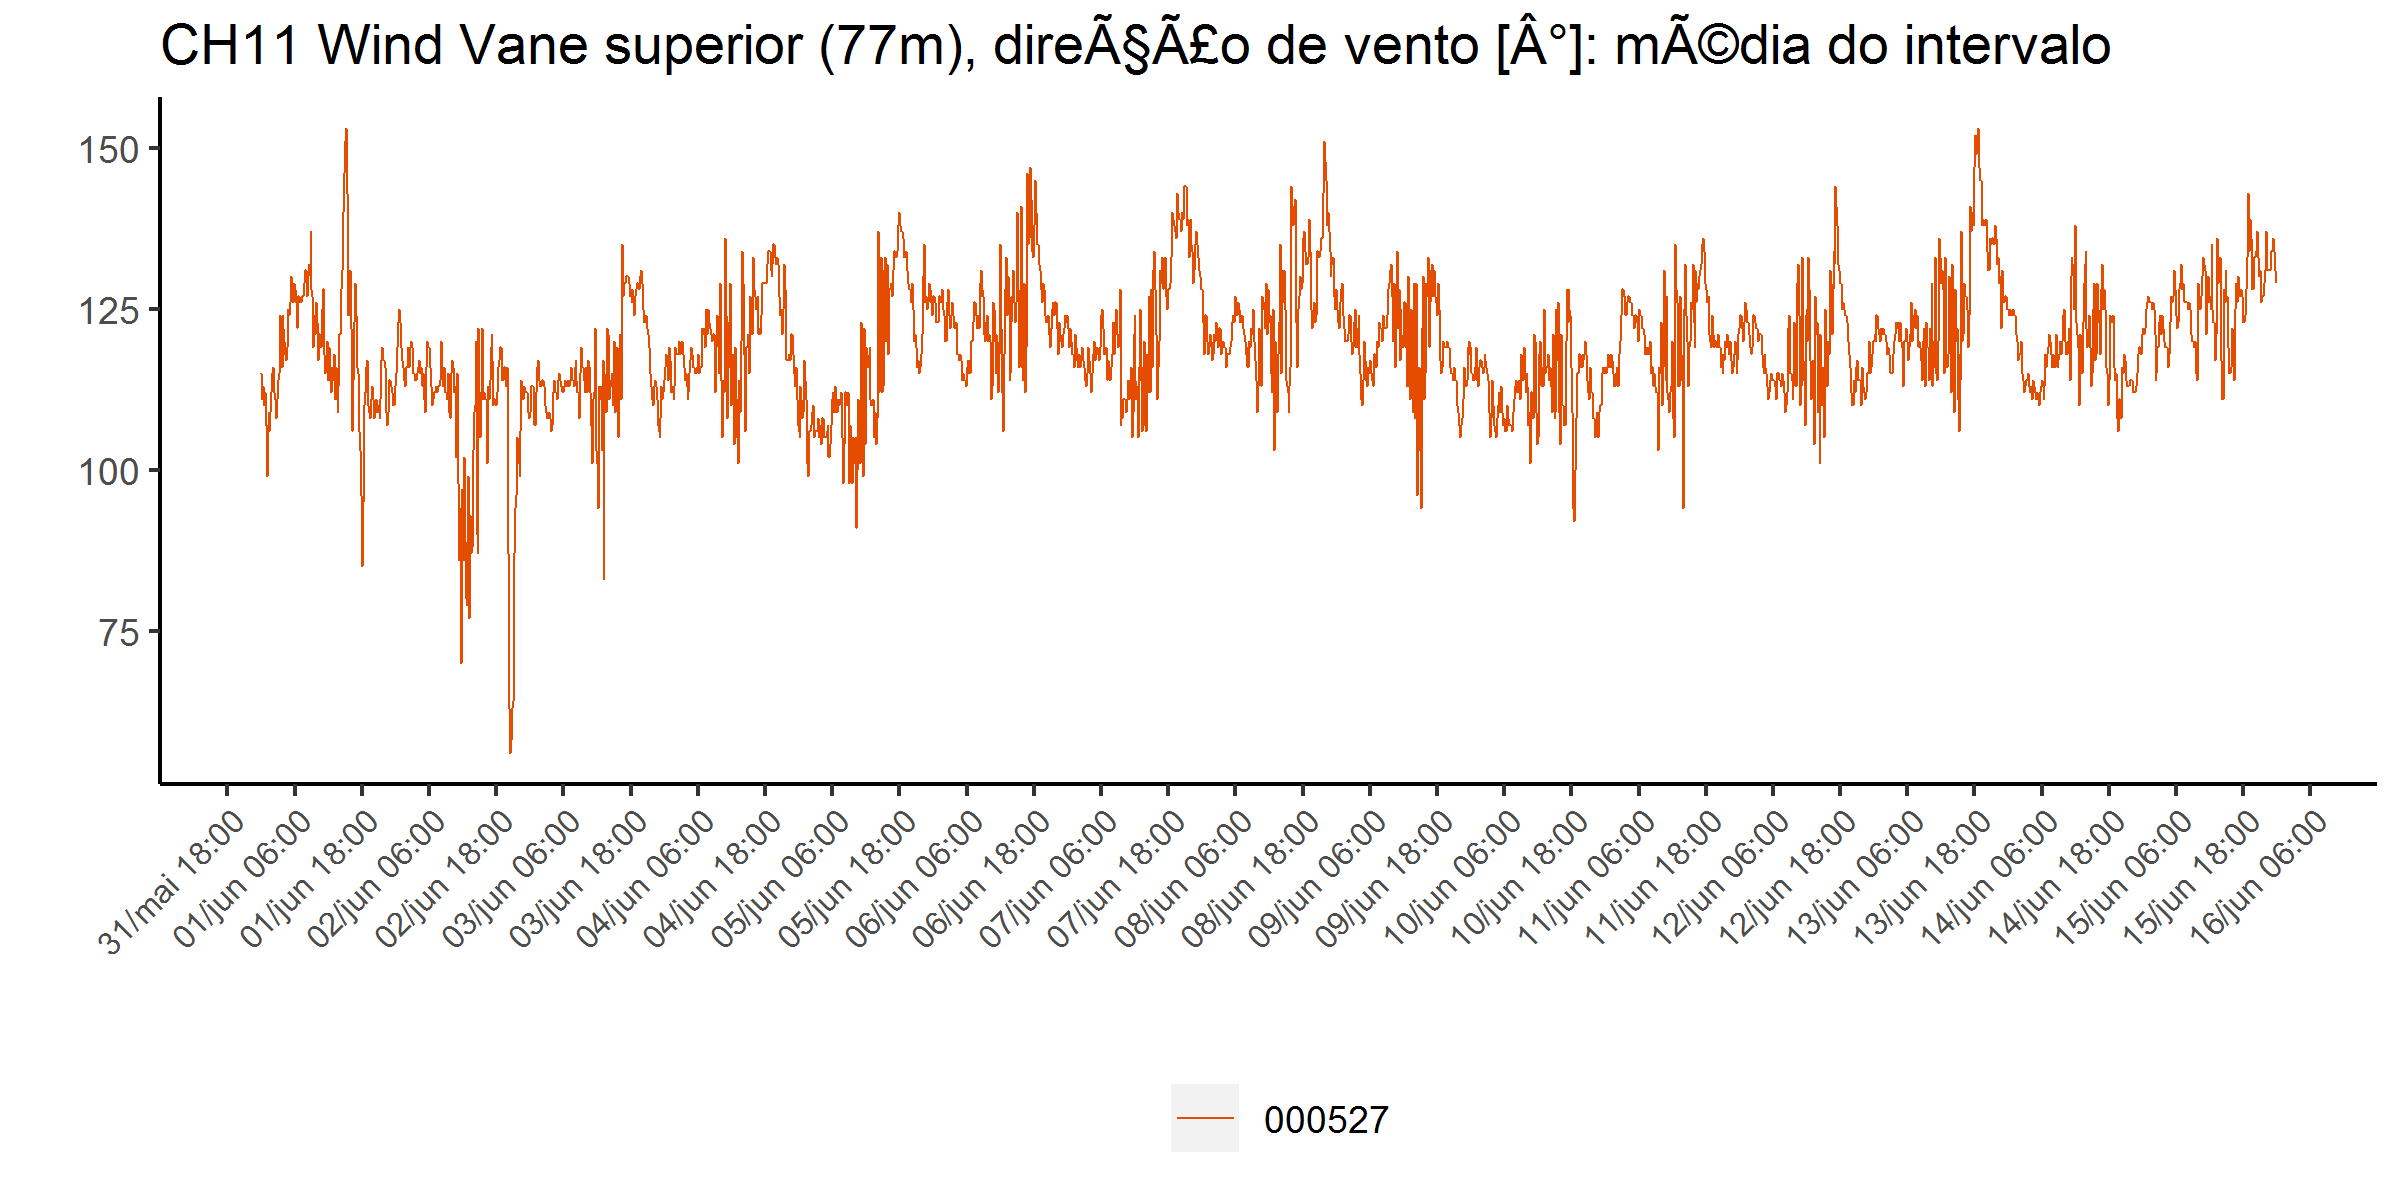 CH11 Wind Vane superior (77m), direÃ§Ã£o de vento [Â°]: mÃ©dia do intervalo
150
125
100
75
31/mai 18:00
01/jun 06:00
01/jun 18:00
02/jun 06:00
02/jun 18:00
03/jun 06:00
03/jun 18:00
04/jun 06:00
04/jun 18:00
05/jun 06:00
05/jun 18:00
06/jun 06:00
06/jun 18:00
07/jun 06:00
07/jun 18:00
08/jun 06:00
08/jun 18:00
09/jun 06:00
09/jun 18:00
10/jun 06:00
10/jun 18:00
11/jun 06:00
11/jun 18:00
12/jun 06:00
12/jun 18:00
13/jun 06:00
13/jun 18:00
14/jun 06:00
14/jun 18:00
15/jun 06:00
15/jun 18:00
16/jun 06:00
000527